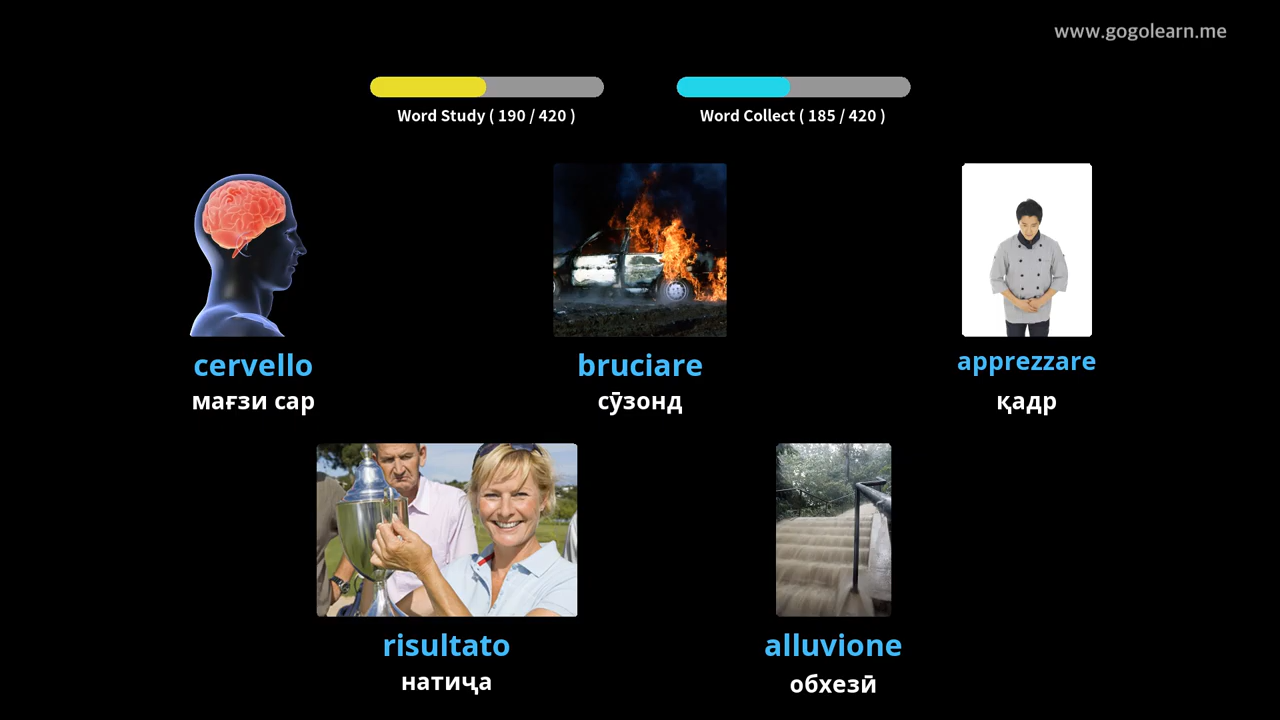 www.gogolearn.me
Word Study ( 190 / 420 )
Word Collect ( 185 / 420 )
cervello
мағзи сар
bruciare
сӯзонд
apprezzare
қадр
risultato
натиҷа
alluvione
обхезӣ